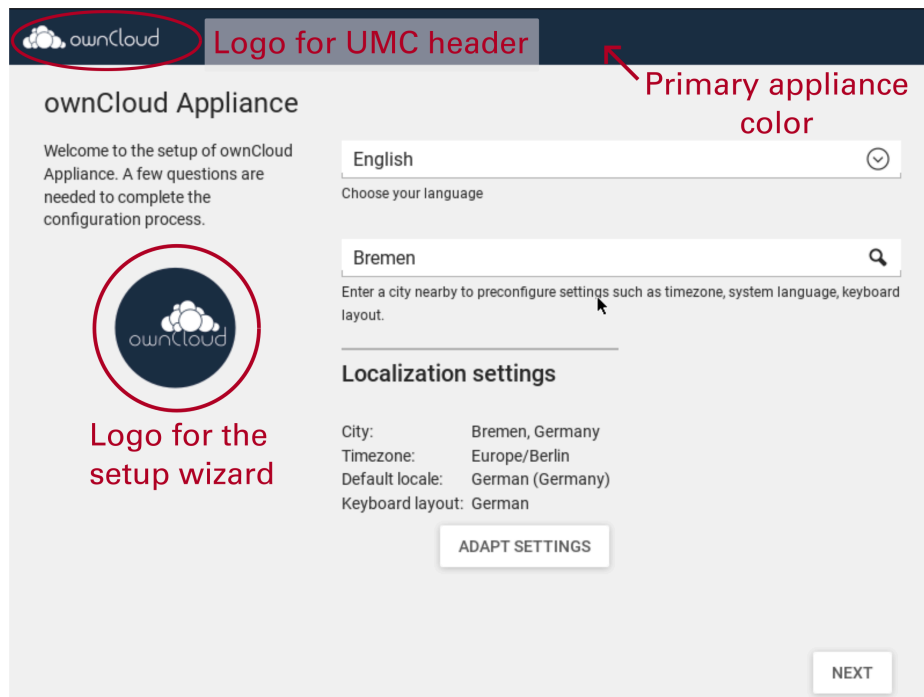 ownCloud
Logo for UMC header
Primary appliance
color
ownCloud Appliance
Welcome to the setup of ownCloud
Appliance. A few questions are
needed to complete the
configuration process.
ownCloud
Logo for the
setup wizard
English
Choose your language
Bremen
Enter a city nearby to preconfigure settings such as timezone, system language, keyboard
layout.
Localization settings
City: Bremen, Germany
Timezone: Europe/Berlin
Default locale: German (Germany)
Keyboard layout: German
ADAPT SETTINGS
NEXT